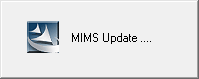 MIMS Update ....